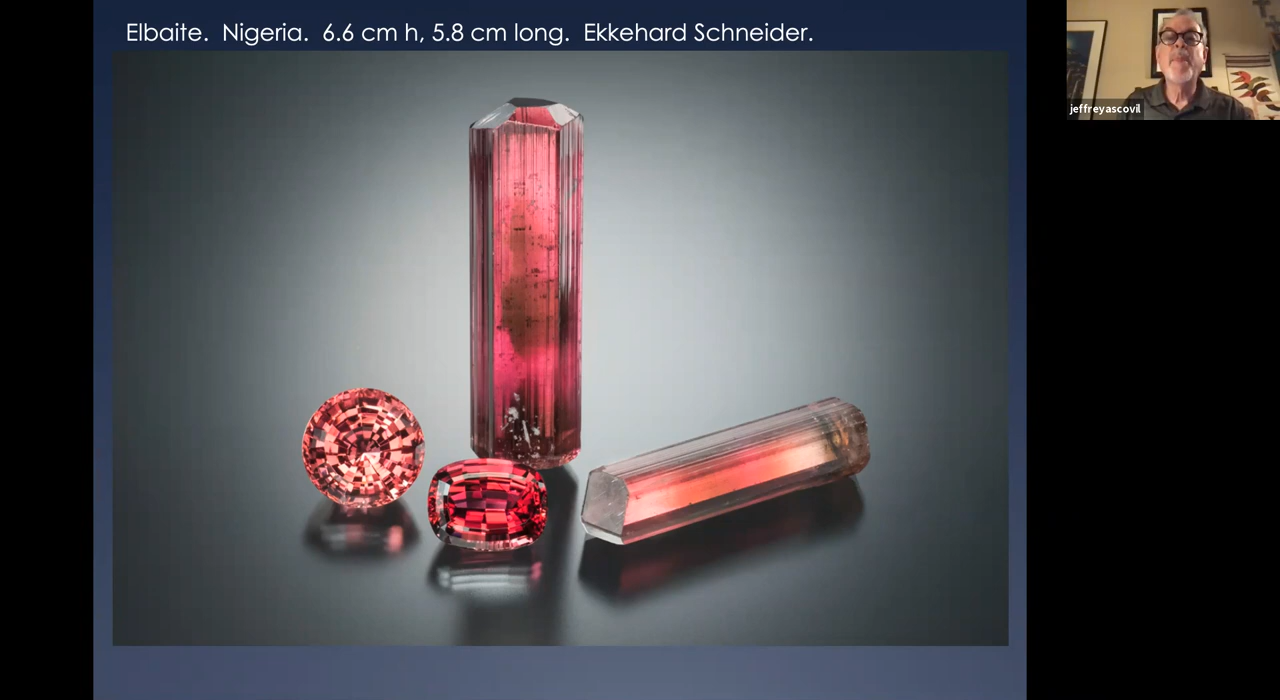 Elbaite.  Nigeria.  6.6 cm h, 5.8 cm long.  Ekkehard Schneider.
jeffreyascovil